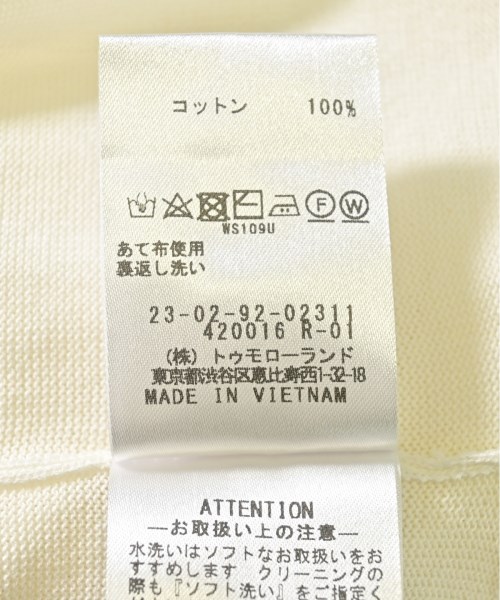 コットン 100%
F W
WS109U
あて布使用
裏返し洗い
23-02-92-02311
420016 R-01
(株) トゥモローランド
東京都渋谷区恵比寿西1-32-18
MADE IN VIETNAM
ATTENTION
―お取扱い上の注意―
水洗いはソフトなお取扱いをお
すすめします クリーニングの
際も『ソフト洗い』をご指定く